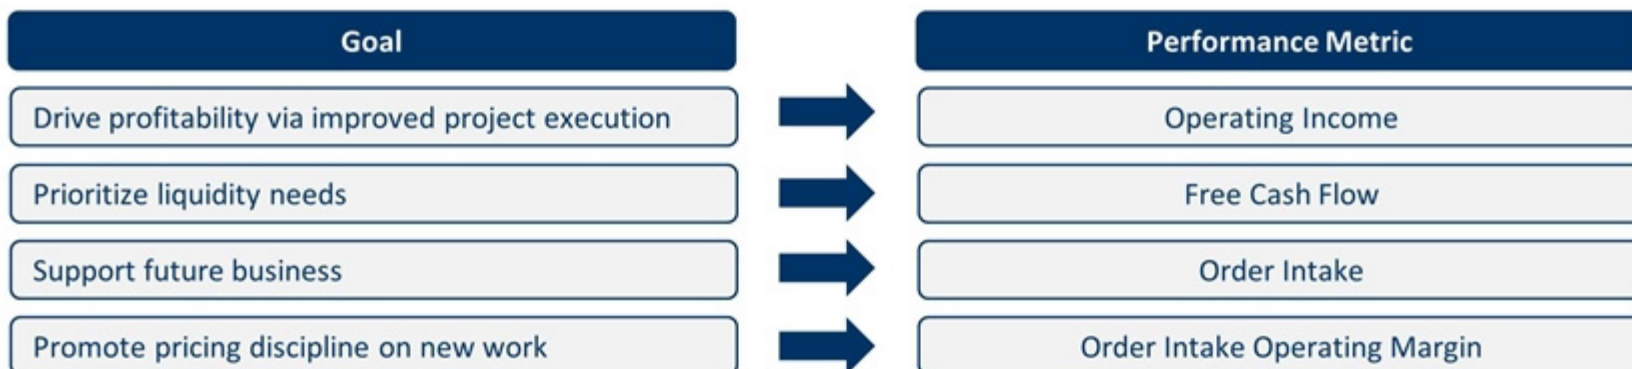 Goal
Performance Metric
Drive profitability via improved project execution
Operating Income
Prioritize liquidity needs
Free Cash Flow
Support future business
Order Intake
Promote pricing discipline on new work
Order Intake Operating Margin